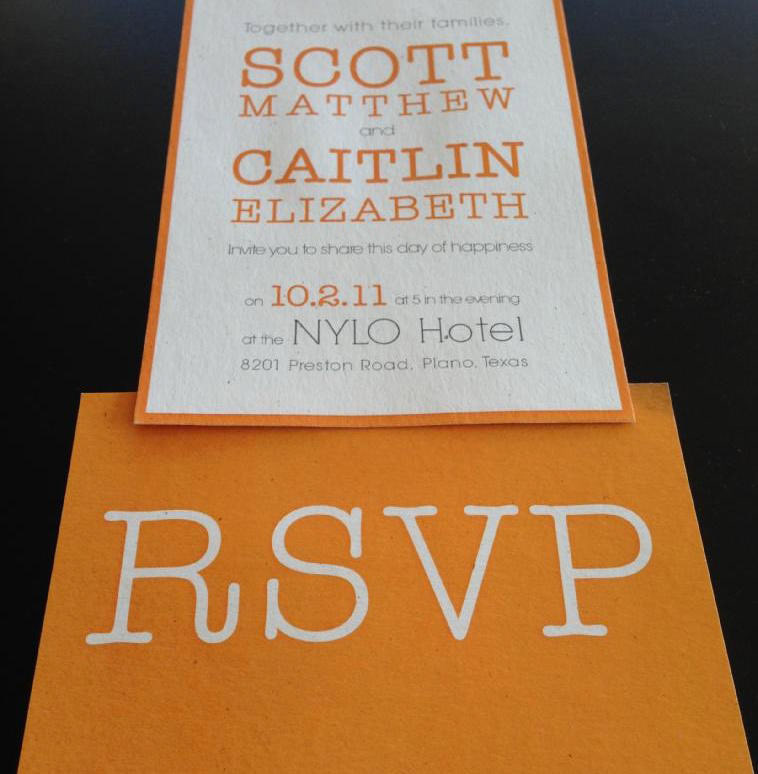 Together with their families,
SCOTT
MATTHEW
and
CAITLIN
ELIZABETH
Invite you to share this day of happiness
on 10.2.11 at 5 in the evening
at the NYLO Hotel
8201 Preston Road, Plano, Texas
RSVP